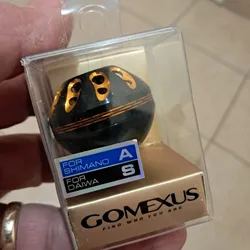 FOR
SHIMANO A
FOR
DAIWA S
GOMEXUS
FIND WHO YOU ARE